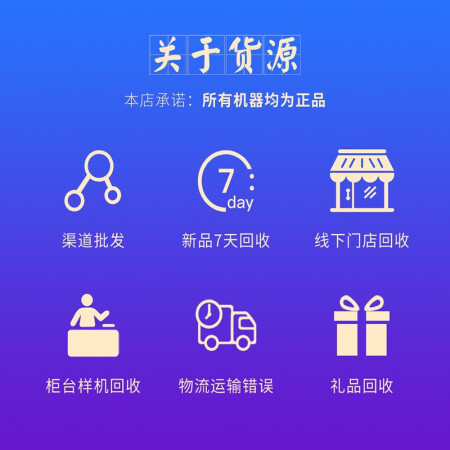 关于货源
本店承诺：所有机器均为正品
7
day
渠道批发
新品7天回收
线下门店回收
柜台样机回收
物流运输错误
礼品回收